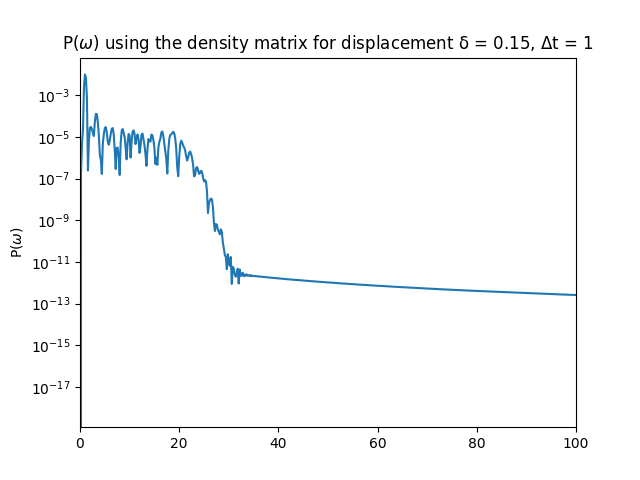 P(ω) using the density matrix for displacement δ = 0.15, Δt = 1
P(ω)
10⁻³
10⁻⁵
10⁻⁷
10⁻⁹
10⁻¹¹
10⁻¹³
10⁻¹⁵
10⁻¹⁷
0 20 40 60 80 100